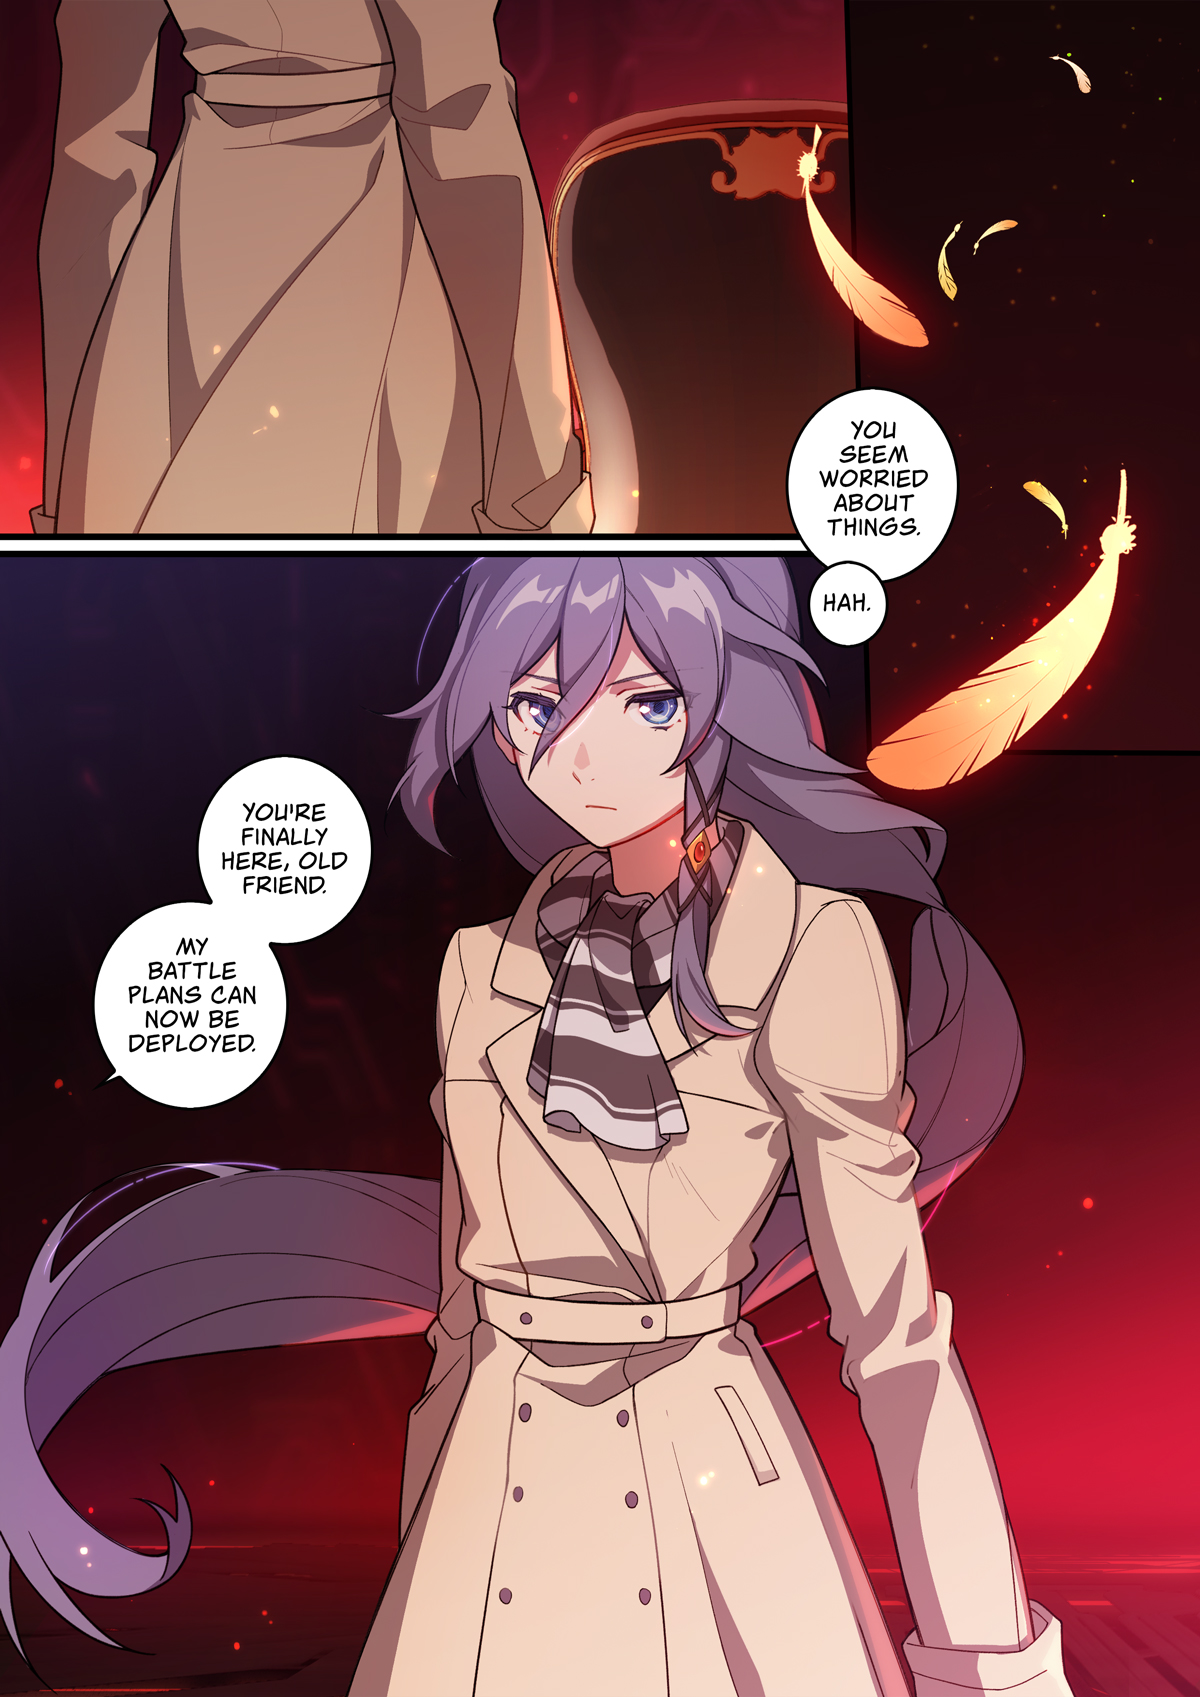 YOU
SEEM
WORRIED
ABOUT
THINGS.
HAH.
YOU'RE
FINALLY
HERE, OLD
FRIEND.
MY
BATTLE
PLANS CAN
NOW BE
DEPLOYED.